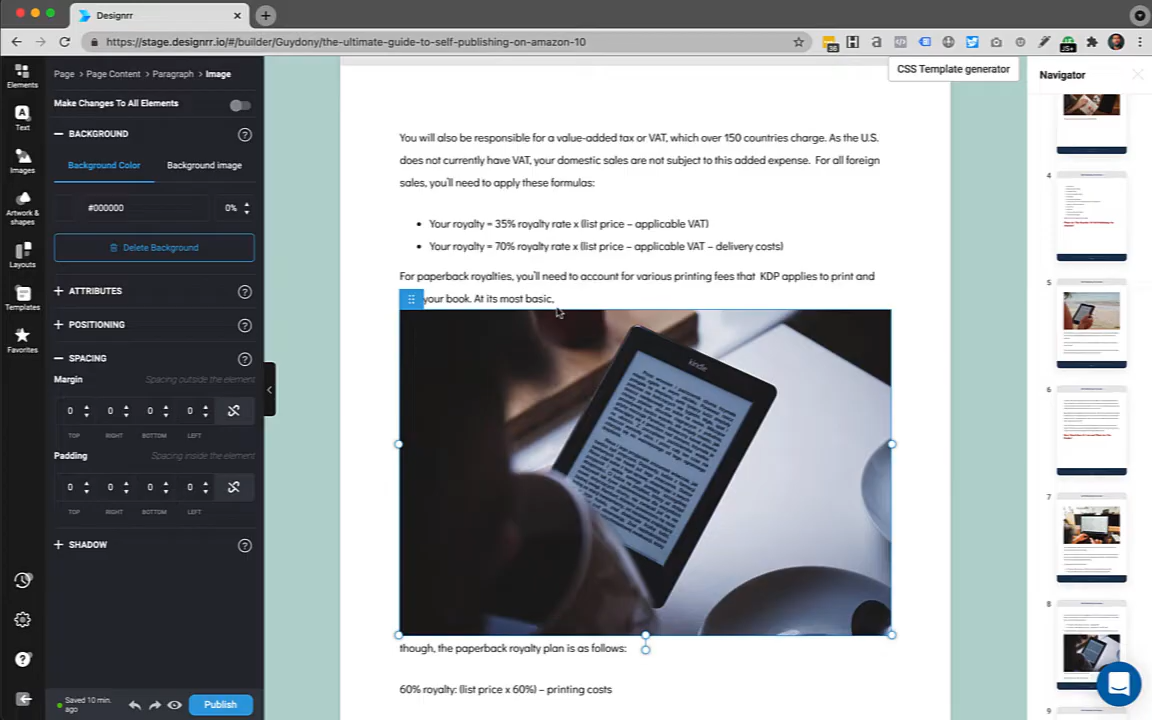 Designrr
https://stage.designrr.io/#/builder/Guydony/the-ultimate-guide-to-self-publishing-on-amazon-10
36
JS+
Elements
Text
Images
Artwork & shapes
Layouts
Templates
Favorites
Page
Page Content
Paragraph
Image
Make Changes To All Elements
BACKGROUND
Background Color
Background image
#000000
0%
Delete Background
ATTRIBUTES
POSITIONING
SPACING
Margin
Spacing outside the element
0 0 0 0
TOP RIGHT BOTTOM LEFT
Padding
Spacing inside the element
0 0 0 0
TOP RIGHT BOTTOM LEFT
SHADOW
Saved 10 min. ago
Publish
CSS Template generator
You will also be responsible for a value-added tax or VAT, which over 150 countries charge. As the U.S.
does not currently have VAT, your domestic sales are not subject to this added expense. For all foreign
sales, you'll need to apply these formulas:
• Your royalty = 35% royalty rate x (list price – applicable VAT)
• Your royalty = 70% royalty rate x (list price – applicable VAT – delivery costs)
For paperback royalties, you'll need to account for various printing fees that KDP applies to print and
your book. At its most basic,
kindle
though, the paperback royalty plan is as follows:
60% royalty: (list price x 60%) – printing costs
Navigator
4
5
6
7
8
9